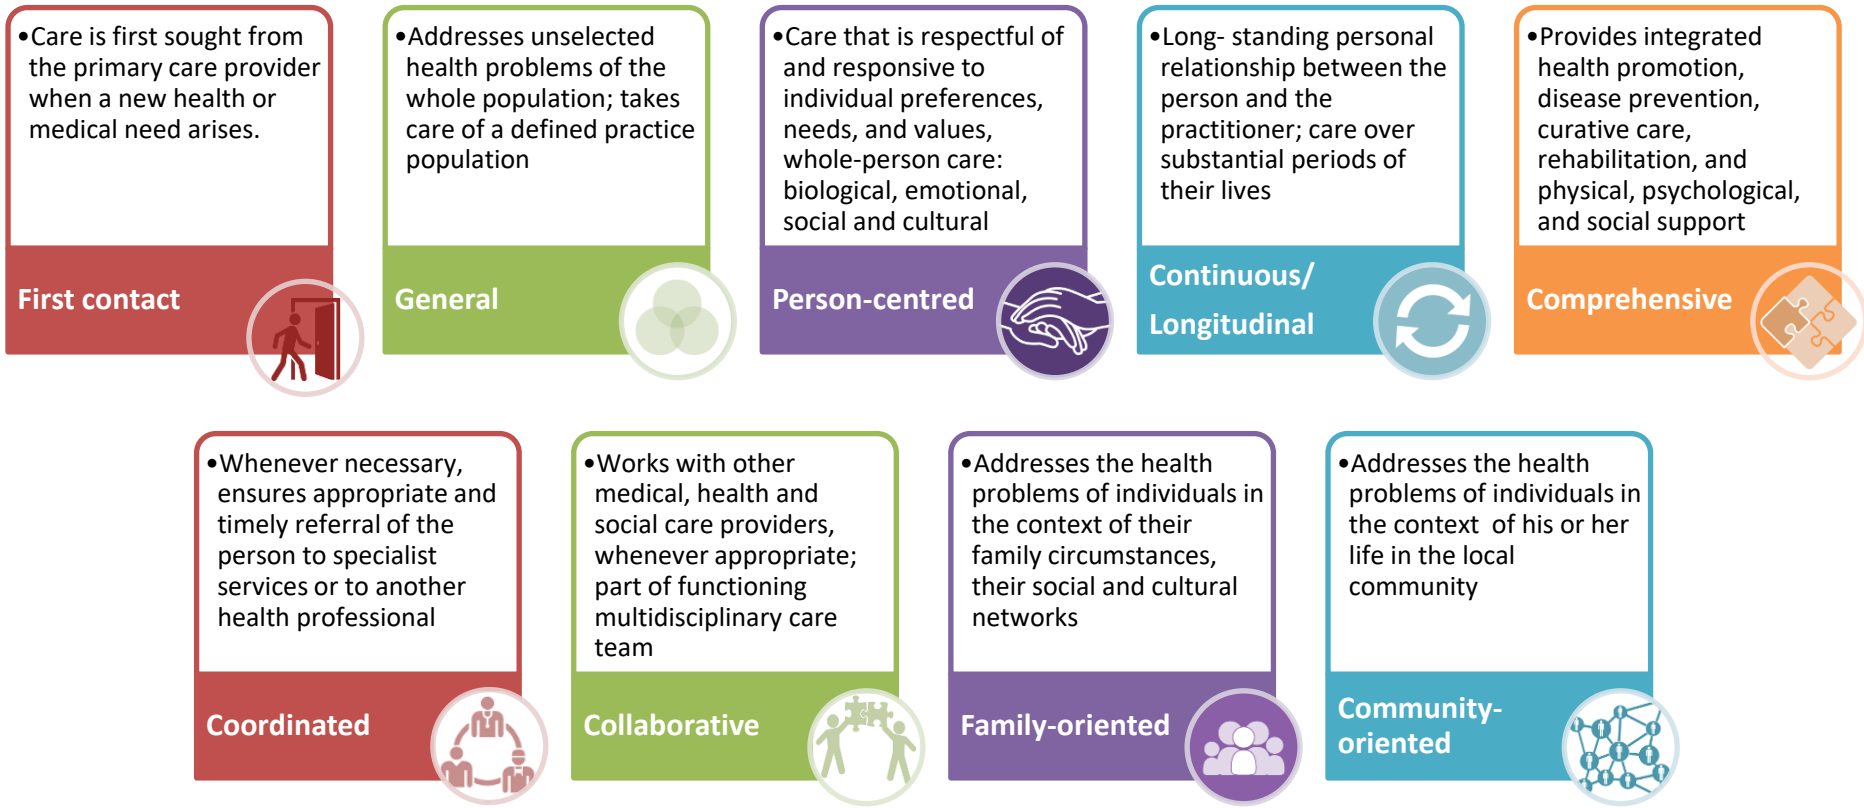 •Care is first sought from
the primary care provider
when a new health or
medical need arises.
First contact
•Addresses unselected
health problems of the
whole population; takes
care of a defined practice
population
General
•Care that is respectful of
and responsive to
individual preferences,
needs, and values,
whole-person care:
biological, emotional,
social and cultural
Person-centred
•Long- standing personal
relationship between the
person and the
practitioner; care over
substantial periods of
their lives
Continuous/
Longitudinal
•Provides integrated
health promotion,
disease prevention,
curative care,
rehabilitation, and
physical, psychological,
and social support
Comprehensive
•Whenever necessary,
ensures appropriate and
timely referral of the
person to specialist
services or to another
health professional
Coordinated
•Works with other
medical, health and
social care providers,
whenever appropriate;
part of functioning
multidisciplinary care
team
Collaborative
•Addresses the health
problems of individuals in
the context of their
family circumstances,
their social and cultural
networks
Family-oriented
•Addresses the health
problems of individuals in
the context  of his or her
life in the local
community
Community-
oriented